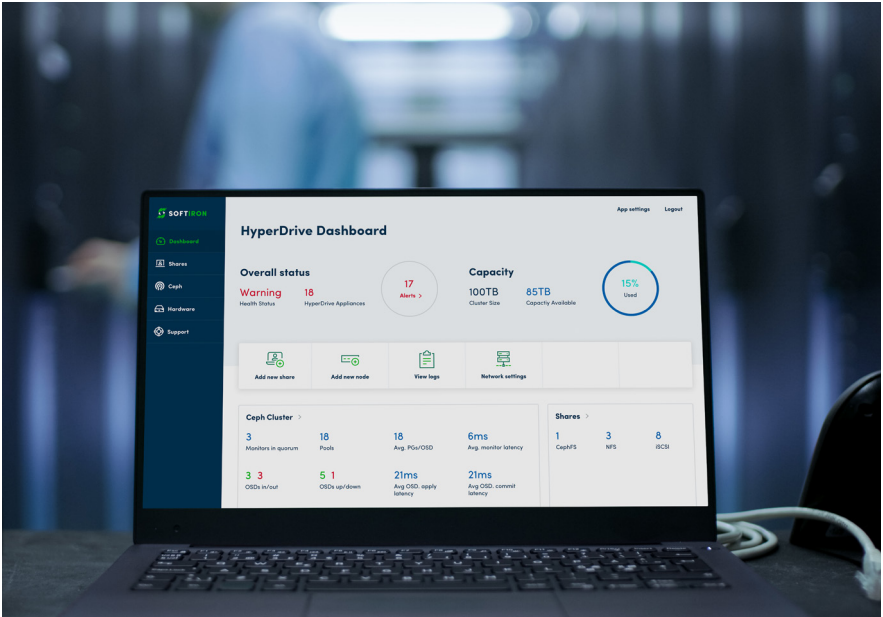 SOFTIRON
App settings
Logout
HyperDrive Dashboard
Dashboard
Shares
Ceph
Hardware
Support
Overall status
Warning
Health Status
18
HyperDrive Appliances
17
Alerts >
Capacity
100TB
Cluster Size
85TB
Capactiy Available
15%
Used
Add new share
Add new node
View logs
Network settings
Ceph Cluster >
3
Monitors in quorum
18
Pools
18
Avg. PGs/OSD
6ms
Avg. monitor latency
3 3
OSDs in/out
5 1
OSDs up/down
21ms
Avg OSD. apply
latency
21ms
Avg OSD. commit
latency
Shares >
1
CephFS
3
NFS
8
iSCSI